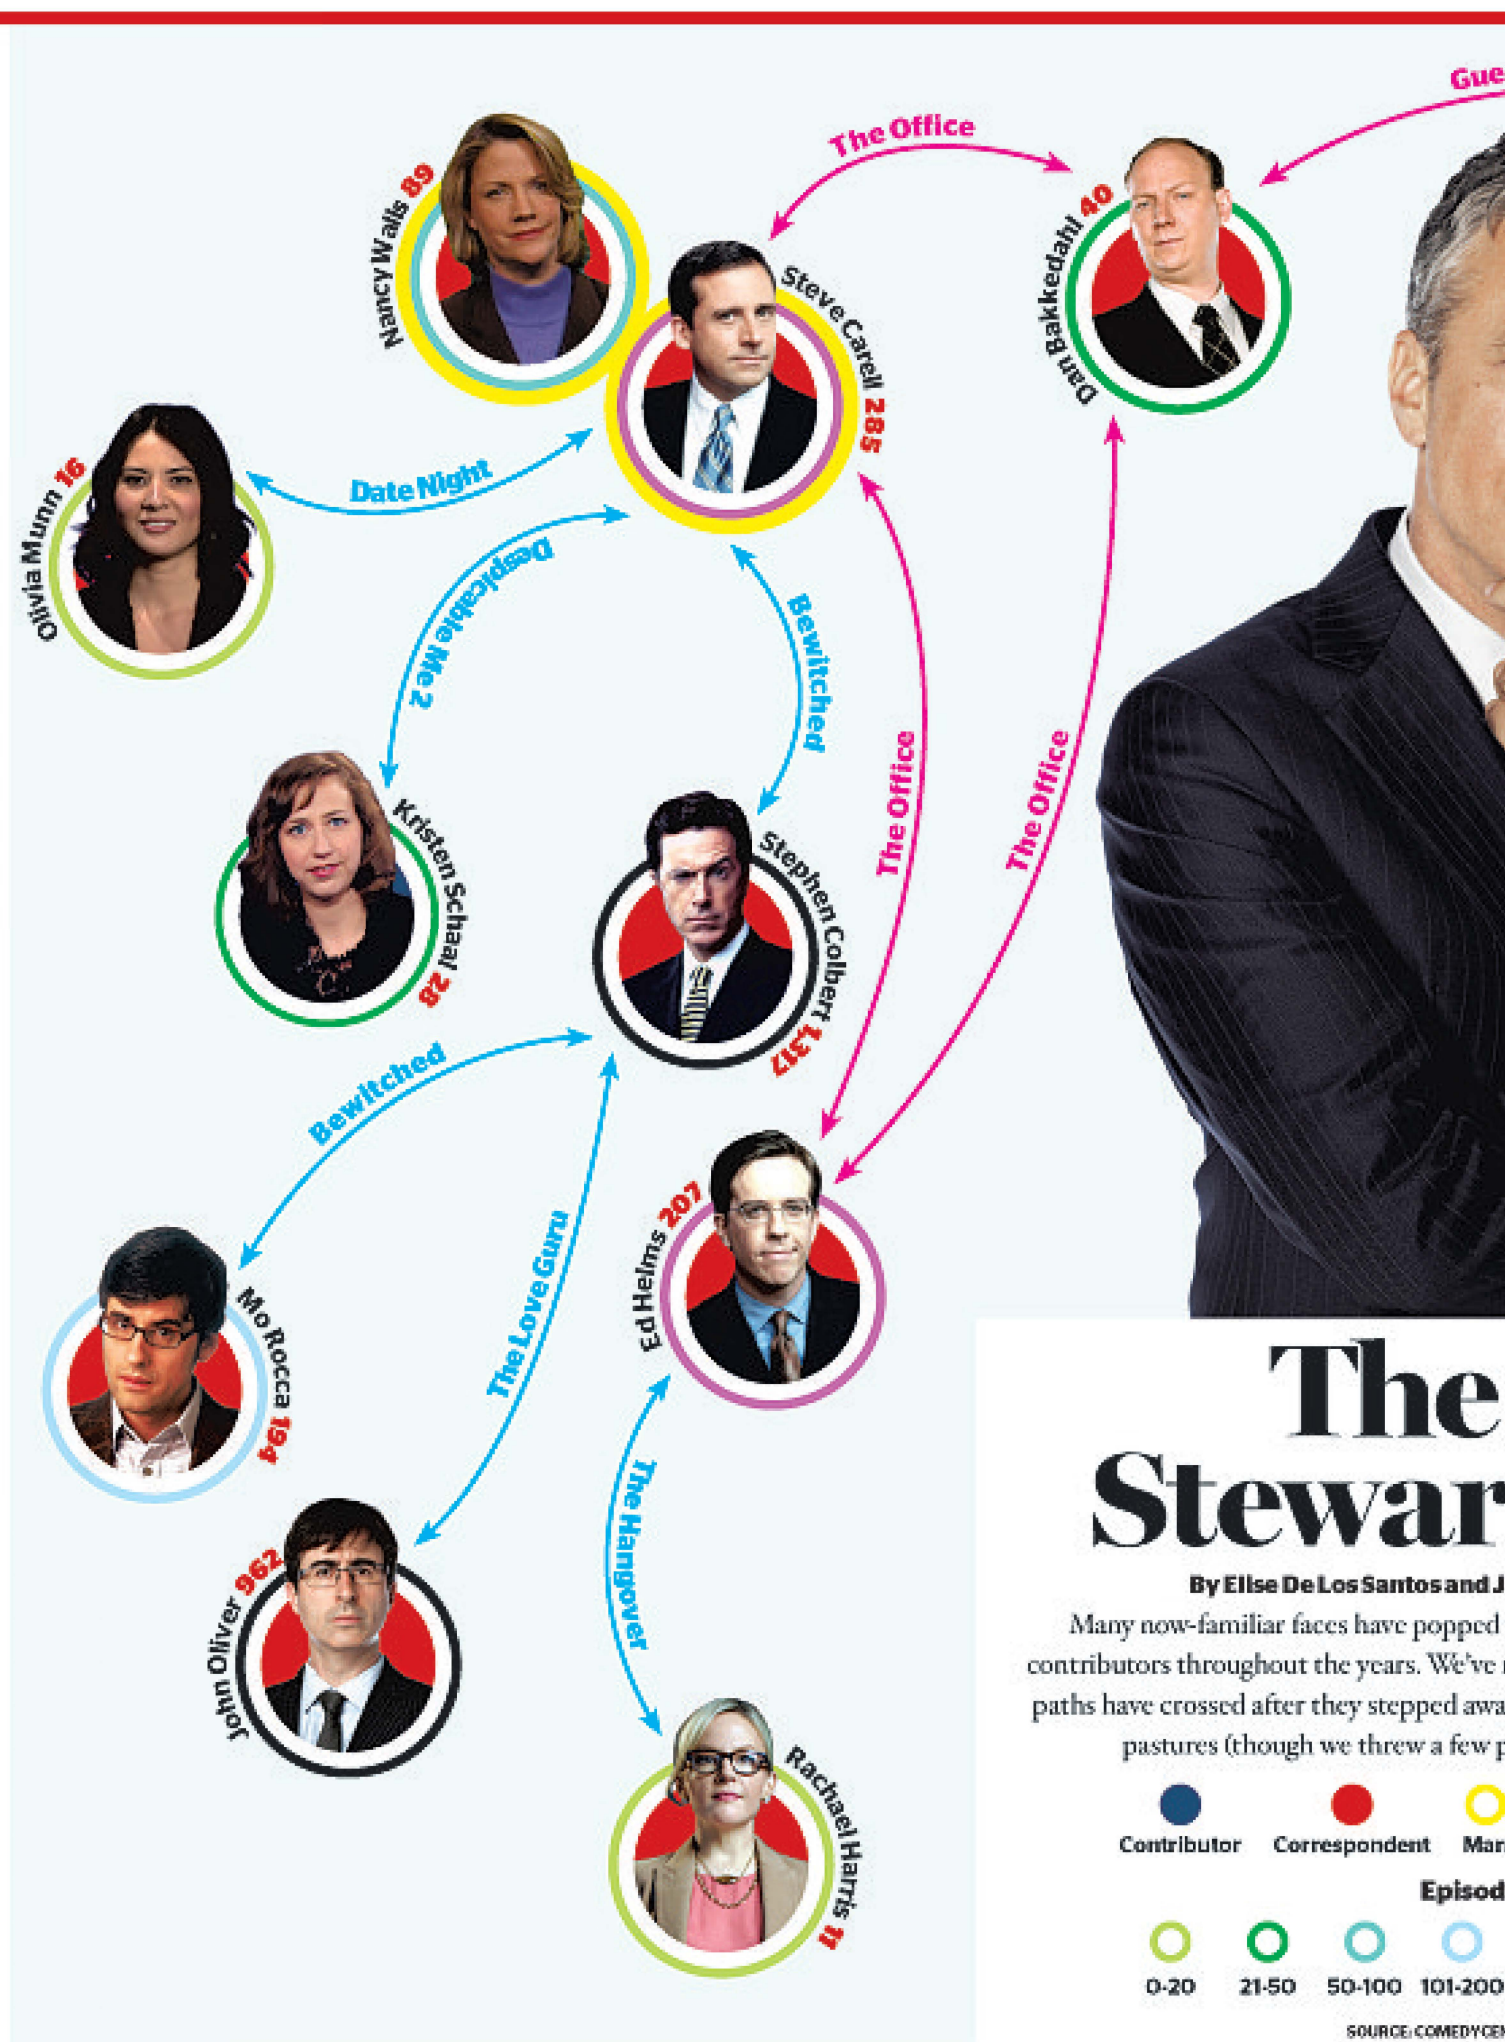 Gue
The Office
Nancy Walls 89
Steve Carell 285
Dan Bakkedahl 40
Olivia Munn 16
Date Night
Despicable Me 2
Bewitched
The Office
The Office
Kristen Schaal 28
Stephen Colbert 1,317
Bewitched
The Love Guru
Ed Helms 207
Mo Rocca 194
The Hangover
John Oliver 962
Rachael Harris 11
The
Stewar
By Elise De Los Santos and J
Many now-familiar faces have popped
contributors throughout the years. We've
paths have crossed after they stepped awa
pastures (though we threw a few p
Contributor Correspondent Mar
Episod
0-20 21-50 50-100 101-200
SOURCE: COMEDYCEN